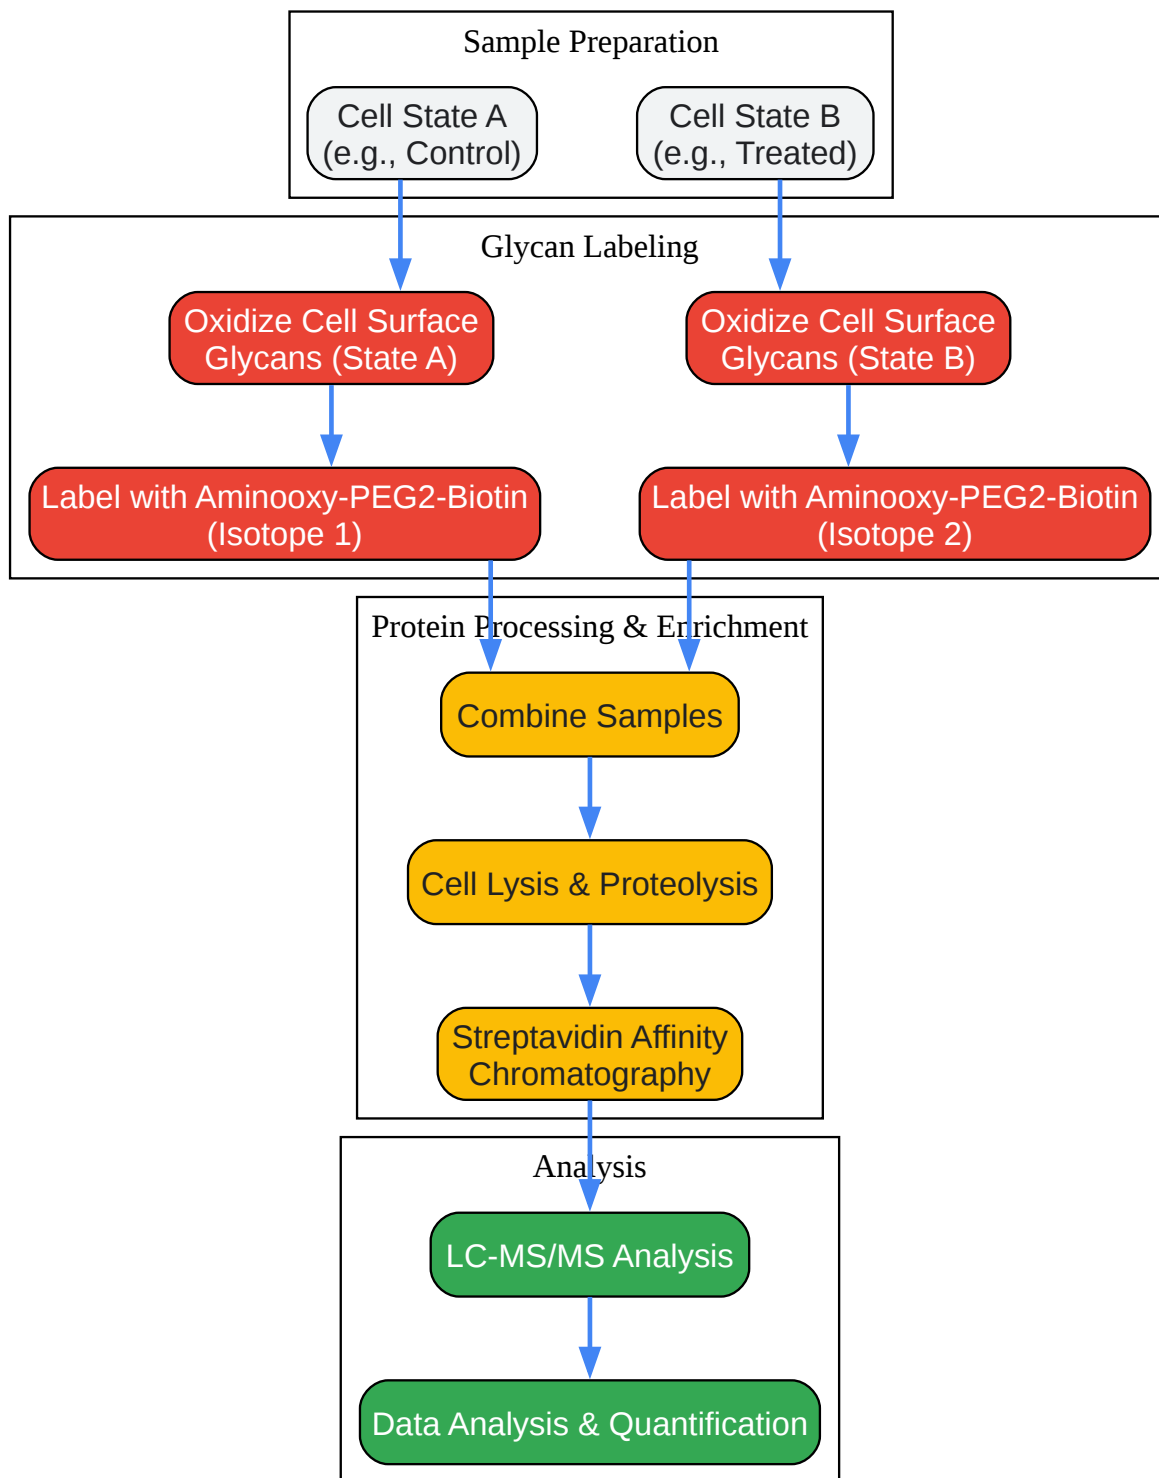 Sample Preparation
Cell State A
(e.g., Control)
Cell State B
(e.g., Treated)
Glycan Labeling
Oxidize Cell Surface
Glycans (State A)
Oxidize Cell Surface
Glycans (State B)
Label with Aminooxy-PEG2-Biotin
(Isotope 1)
Label with Aminooxy-PEG2-Biotin
(Isotope 2)
Protein Processing & Enrichment
Combine Samples
Cell Lysis & Proteolysis
Streptavidin Affinity
Chromatography
Analysis
LC-MS/MS Analysis
Data Analysis & Quantification